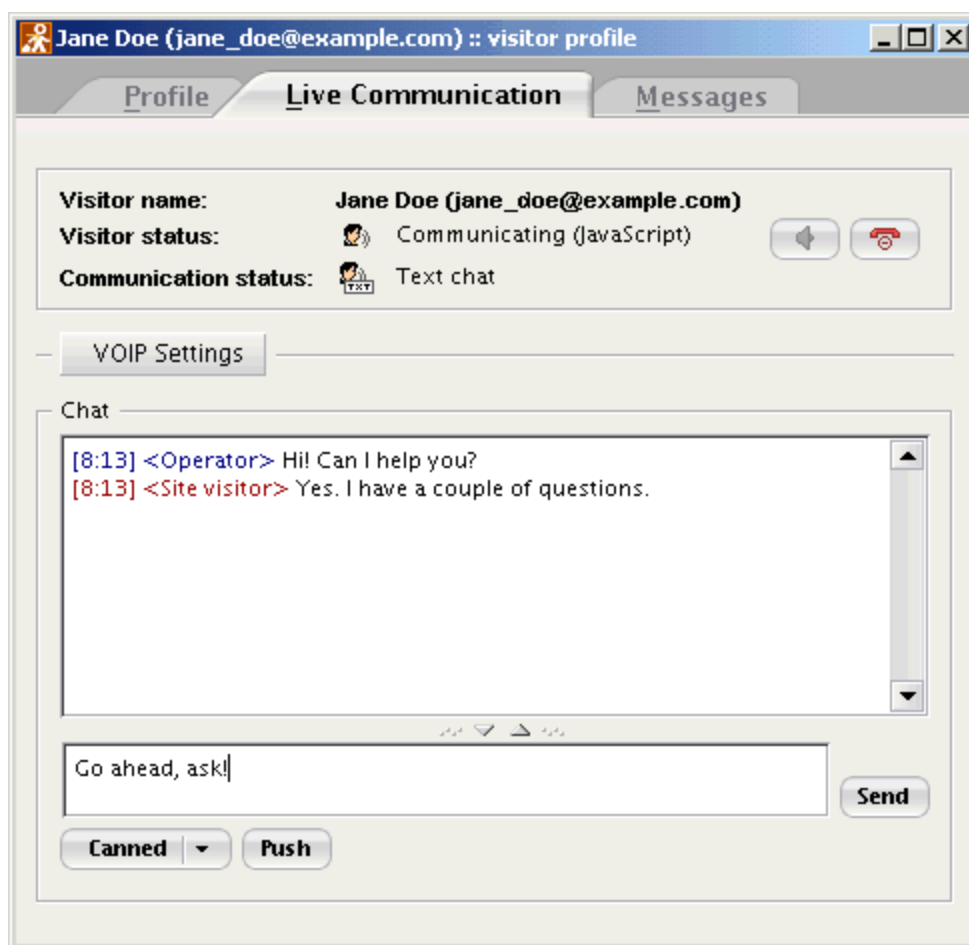 Jane Doe (jane_doe@example.com) :: visitor profile
Profile Live Communication Messages
Visitor name: Jane Doe (jane_doe@example.com)
Visitor status: Communicating (JavaScript)
Communication status: TXT Text chat
VOIP Settings
Chat
[8:13] <Operator> Hi! Can I help you?
[8:13] <Site visitor> Yes. I have a couple of questions.
Go ahead, ask!
Send
Canned Push